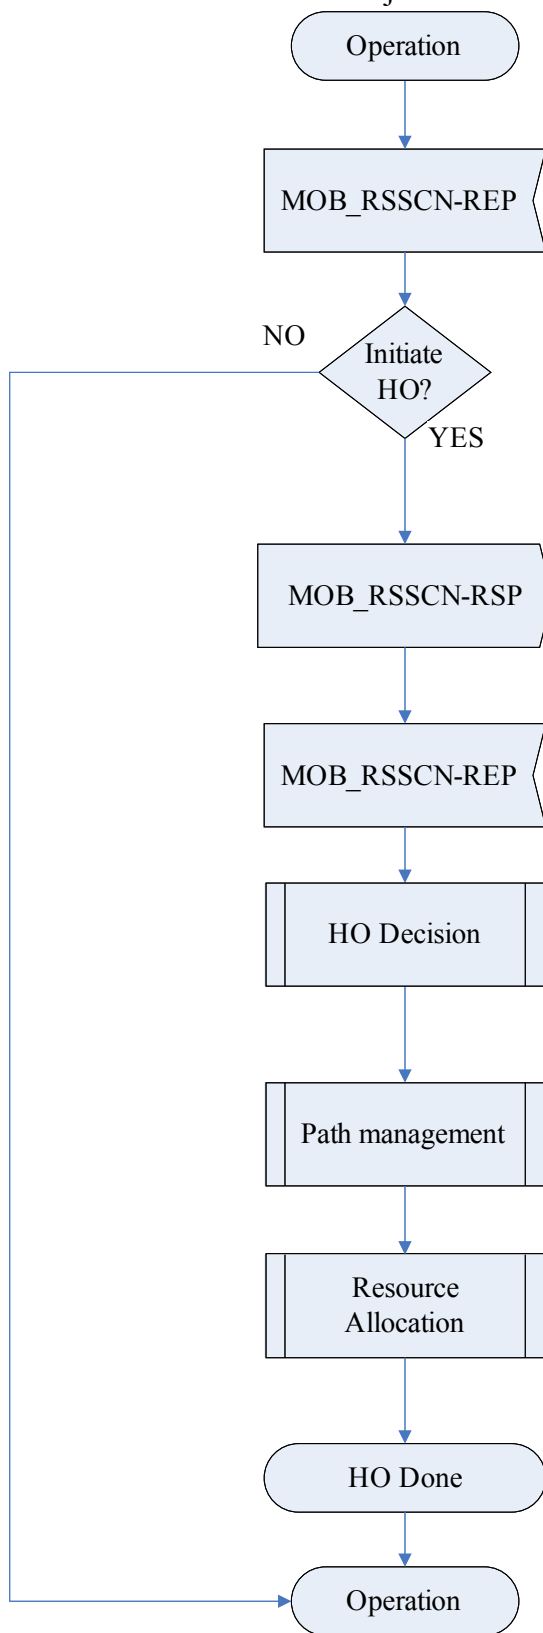 Operation
MOB_RSSCN-REP
NO
Initiate
HO?
YES
MOB_RSSCN-RSP
MOB_RSSCN-REP
HO Decision
Path management
Resource
Allocation
HO Done
Operation